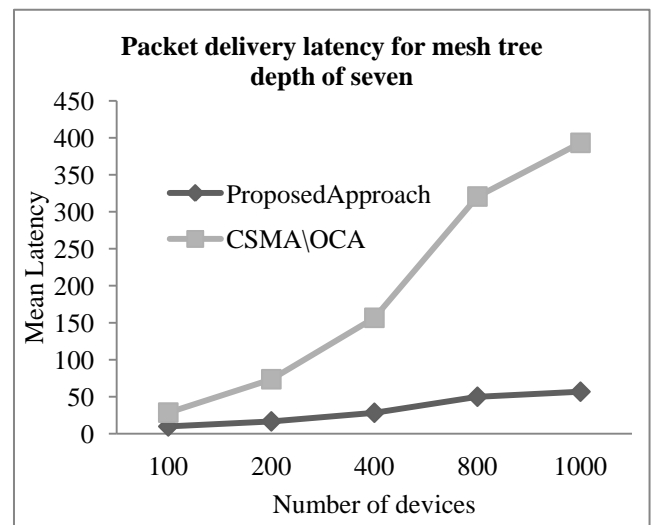 Packet delivery latency for mesh tree
depth of seven
450
400
350
300
250
200
150
100
50
0
Mean Latency
ProposedApproach
CSMA\OCA
100 200 400 800 1000
Number of devices